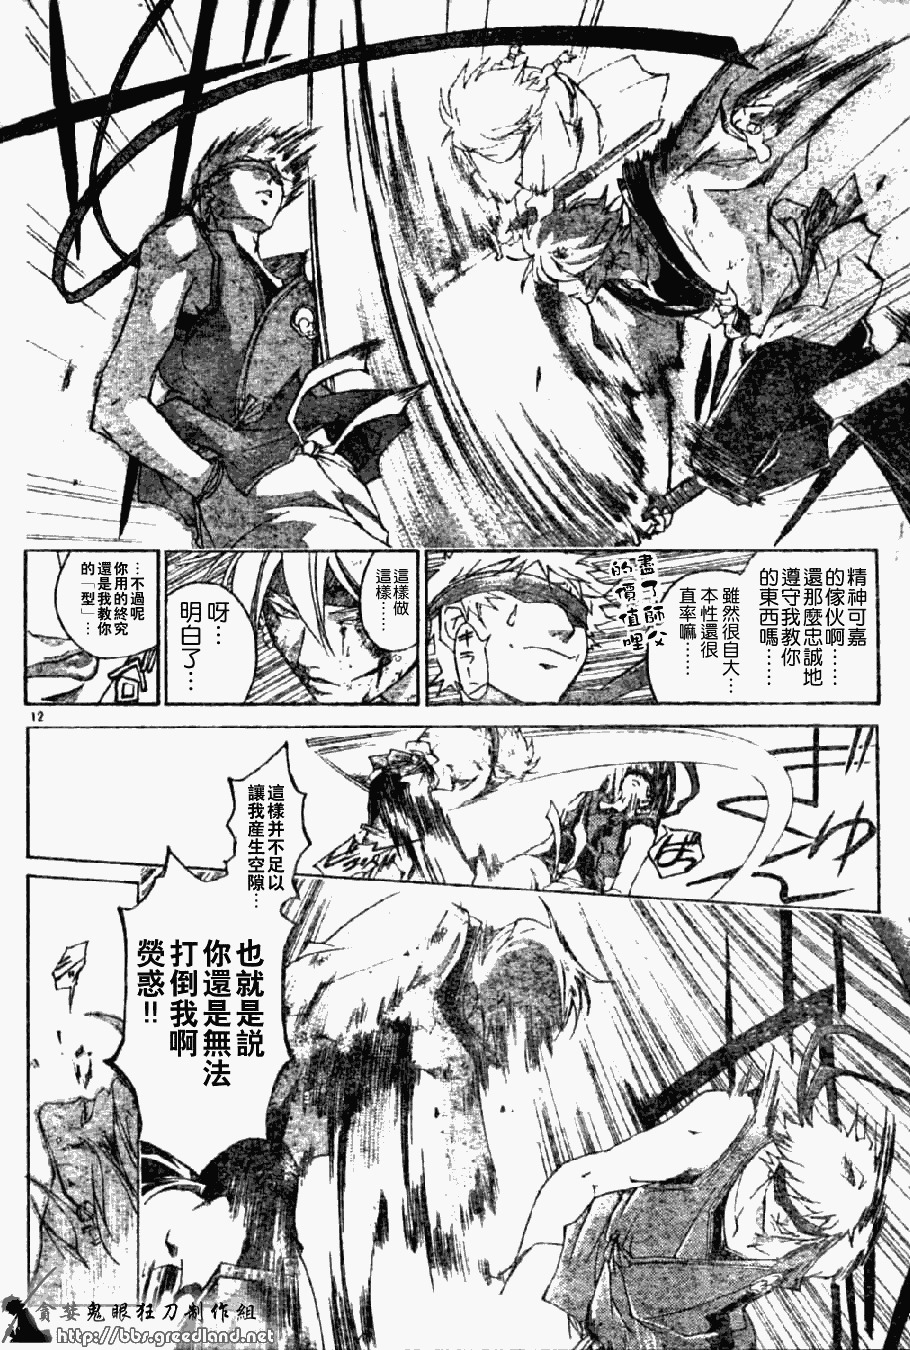 精神可嘉
的傢伙啊……
還那麼忠誠地
遵守我教你
的東西嗎……
雖然很自大…
本性還很
直率嘛……
盡了師父
的價值哩
這樣做
這樣……
呀…
明白了…
…不過呢
你用的終究
還是我教你
的「型」…
12
這樣并不足以
讓我産生空隙…
也就是説
你還是無法
打倒我啊
熒惑!!
貪婪鬼眼狂刀制作組
http://bbs.greedland.net